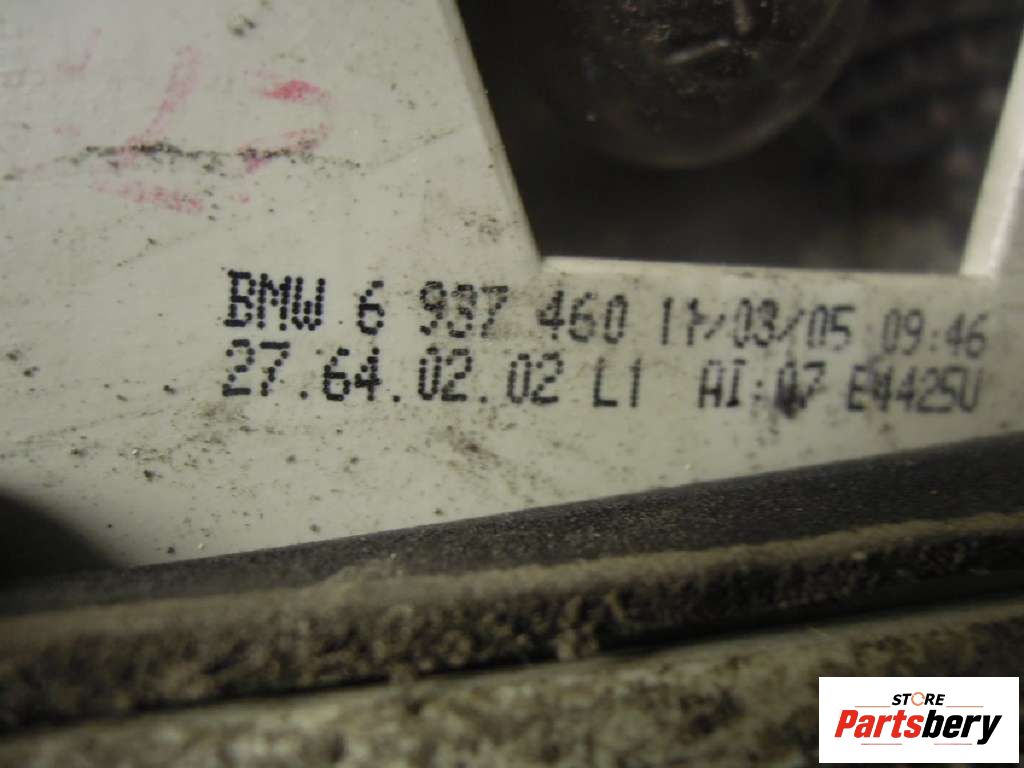 BMW 6 937 460 11/03/05 09:46
27.64.02.02 L1 AI:07 E4425U
STORE
Partsbery